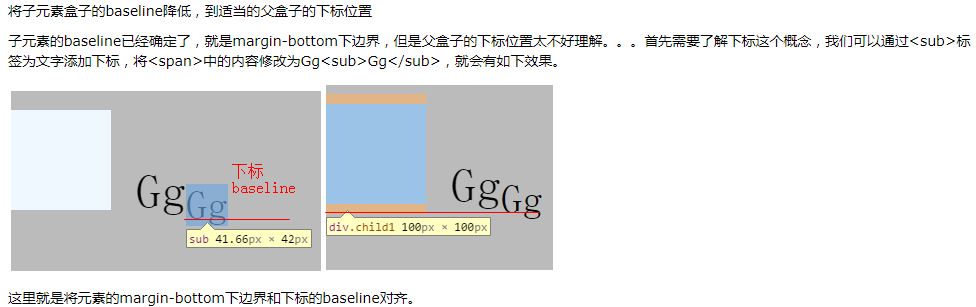 将子元素盒子的baseline降低，到适当的父盒子的下标位置
子元素的baseline已经确定了，就是margin-bottom下边界，但是父盒子的下标位置太不好理解。。。首先需要了解下标这个概念，我们可以通过<sub>标
签为文字添加下标，将<span>中的内容修改为Gg<sub>Gg</sub>，就会有如下效果。
下标
baseline
GgGg
sub 41.66px × 42px
GgGg
div.child1 100px × 100px
这里就是将元素的margin-bottom下边界和下标的baseline对齐。